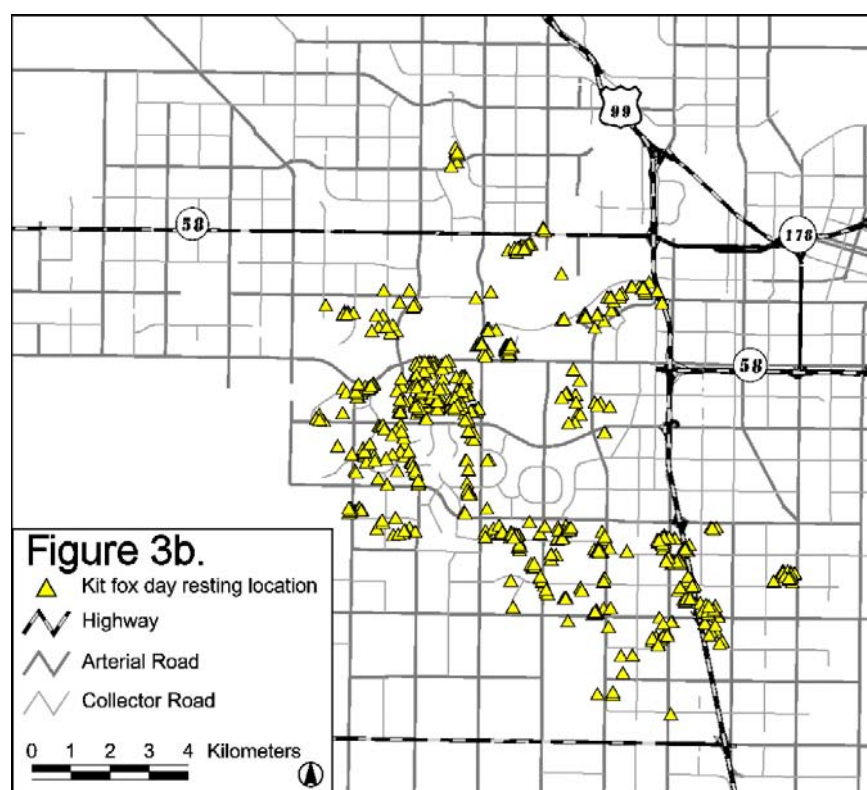 99
58
178
58
Figure 3b.
Kit fox day resting location
Highway
Arterial Road
Collector Road
0 1 2 3 4 Kilometers